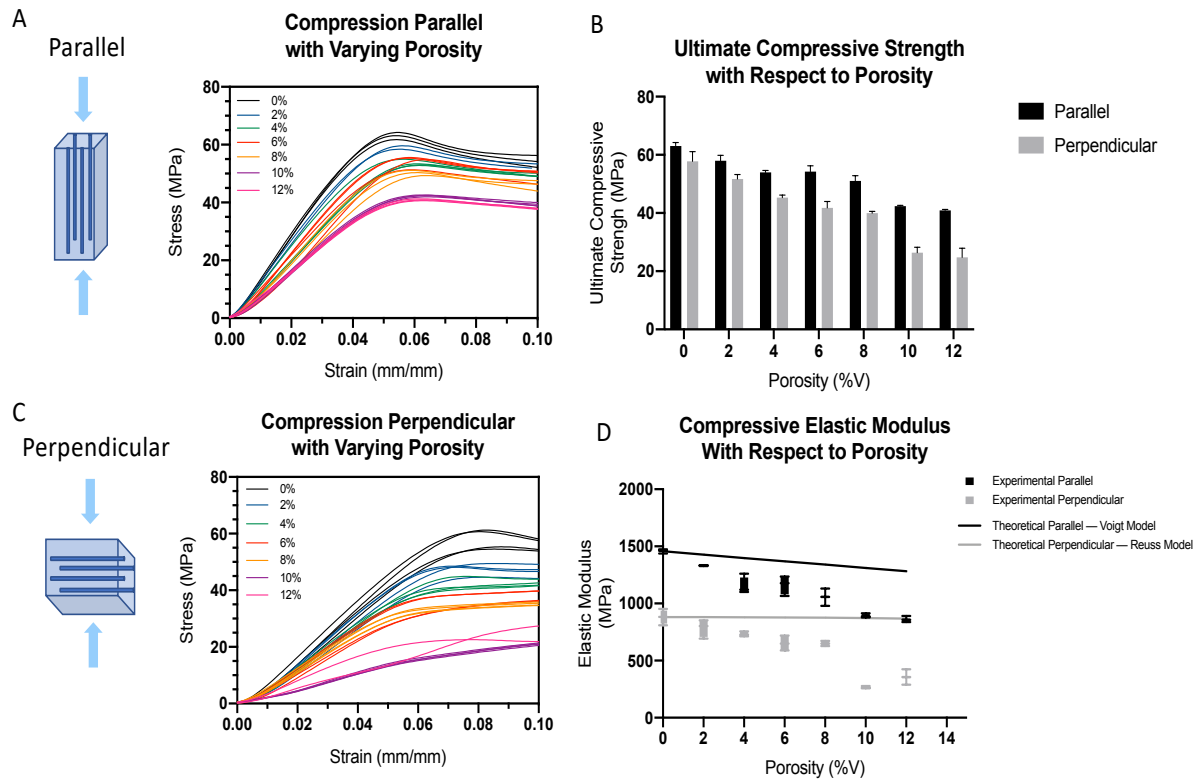 A
Parallel
Compression Parallel
with Varying Porosity
Stress (MPa)
80
60
40
20
0
0%
2%
4%
6%
8%
10%
12%
0.00
0.02
0.04
0.06
0.08
0.10
Strain (mm/mm)
B
Ultimate Compressive Strength
with Respect to Porosity
Ultimate Compressive
Strengh (MPa)
80
60
40
20
0
0
2
4
6
8
10
12
Porosity (%V)
Parallel
Perpendicular
C
Perpendicular
Compression Perpendicular
with Varying Porosity
Stress (MPa)
80
60
40
20
0
0%
2%
4%
6%
8%
10%
12%
0.00
0.02
0.04
0.06
0.08
0.10
Strain (mm/mm)
D
Compressive Elastic Modulus
With Respect to Porosity
Elastic Modulus
(MPa)
2000
1500
1000
500
0
0
2
4
6
8
10
12
14
Porosity (%V)
Experimental Parallel
Experimental Perpendicular
Theoretical Parallel — Voigt Model
Theoretical Perpendicular — Reuss Model